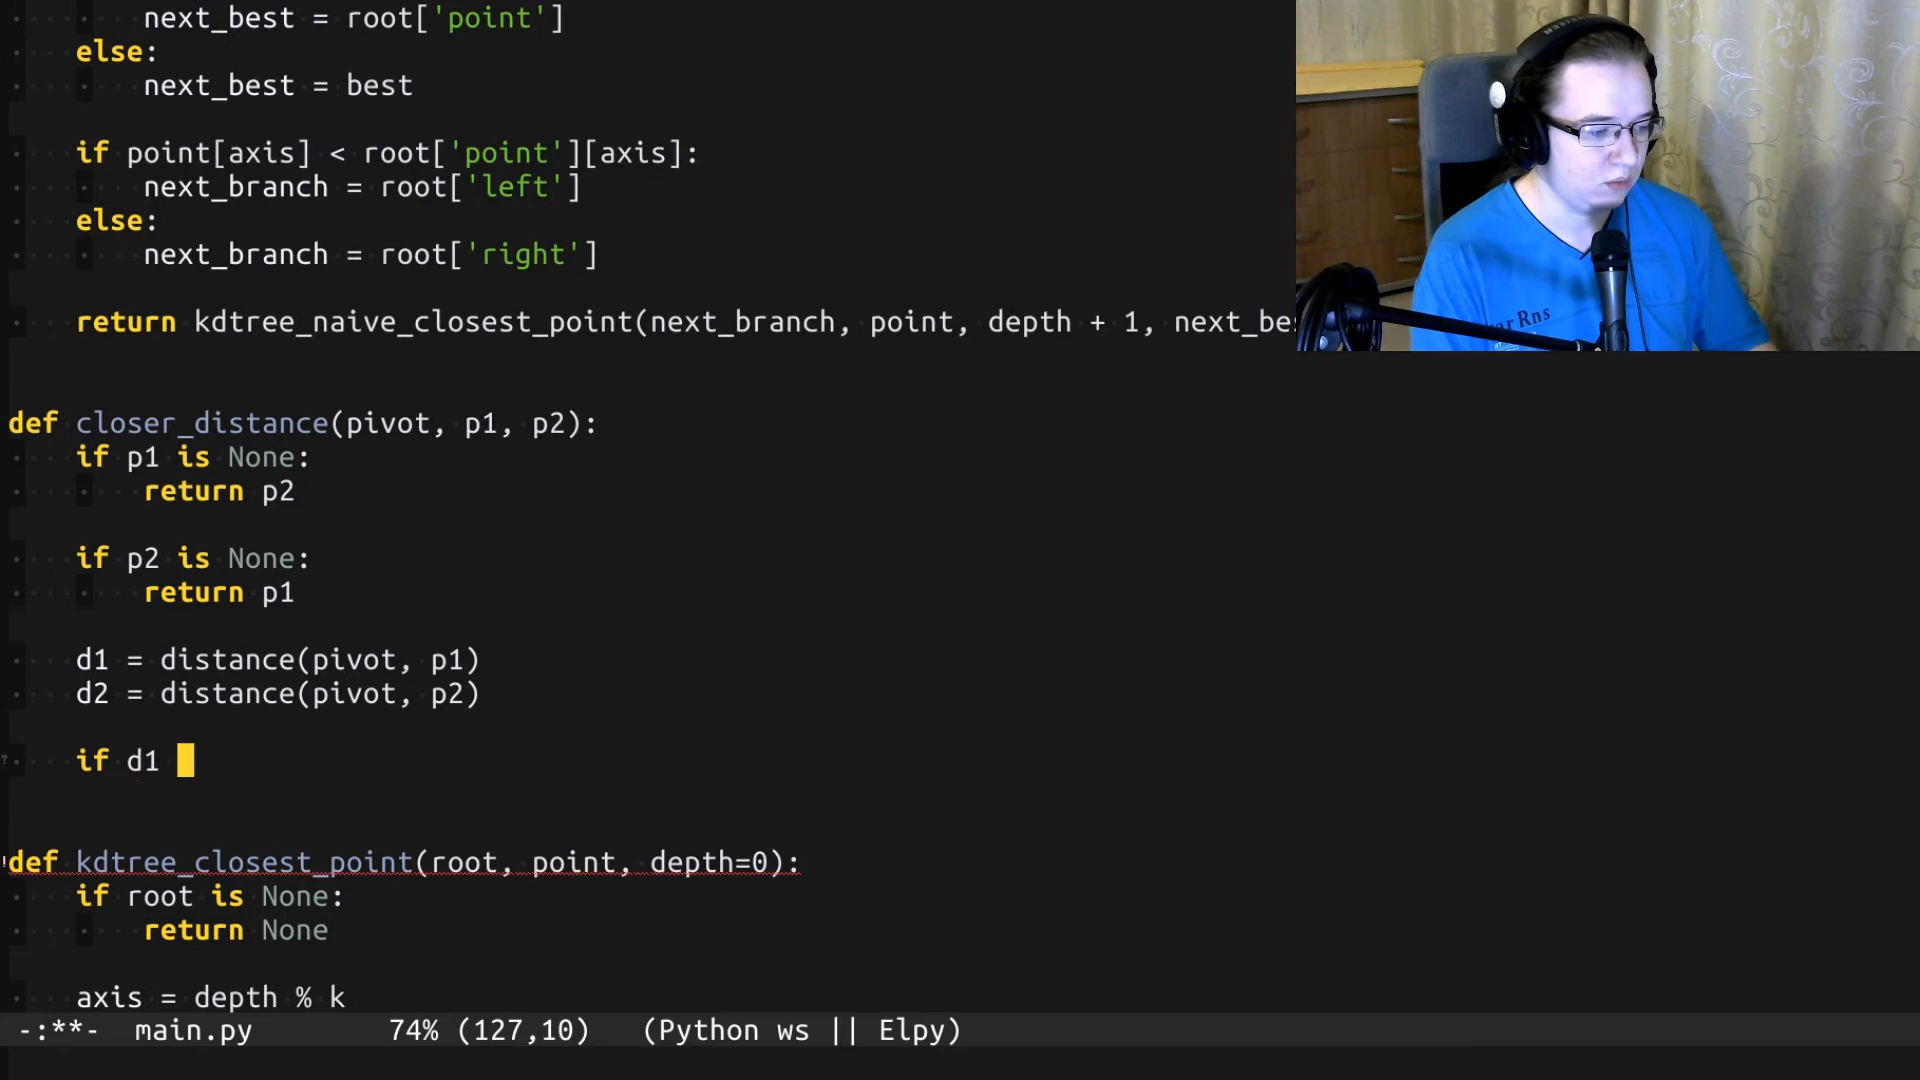 next_best = root['point']
else:
next_best = best
if point[axis] < root['point'][axis]:
next_branch = root['left']
else:
next_branch = root['right']
return kdtree_naive_closest_point(next_branch, point, depth + 1, next_be
def closer_distance(pivot, p1, p2):
if p1 is None:
return p2
if p2 is None:
return p1
d1 = distance(pivot, p1)
d2 = distance(pivot, p2)
if d1
def kdtree_closest_point(root, point, depth=0):
if root is None:
return None
axis = depth % k
-:**- main.py 74% (127,10) (Python ws || Elpy)